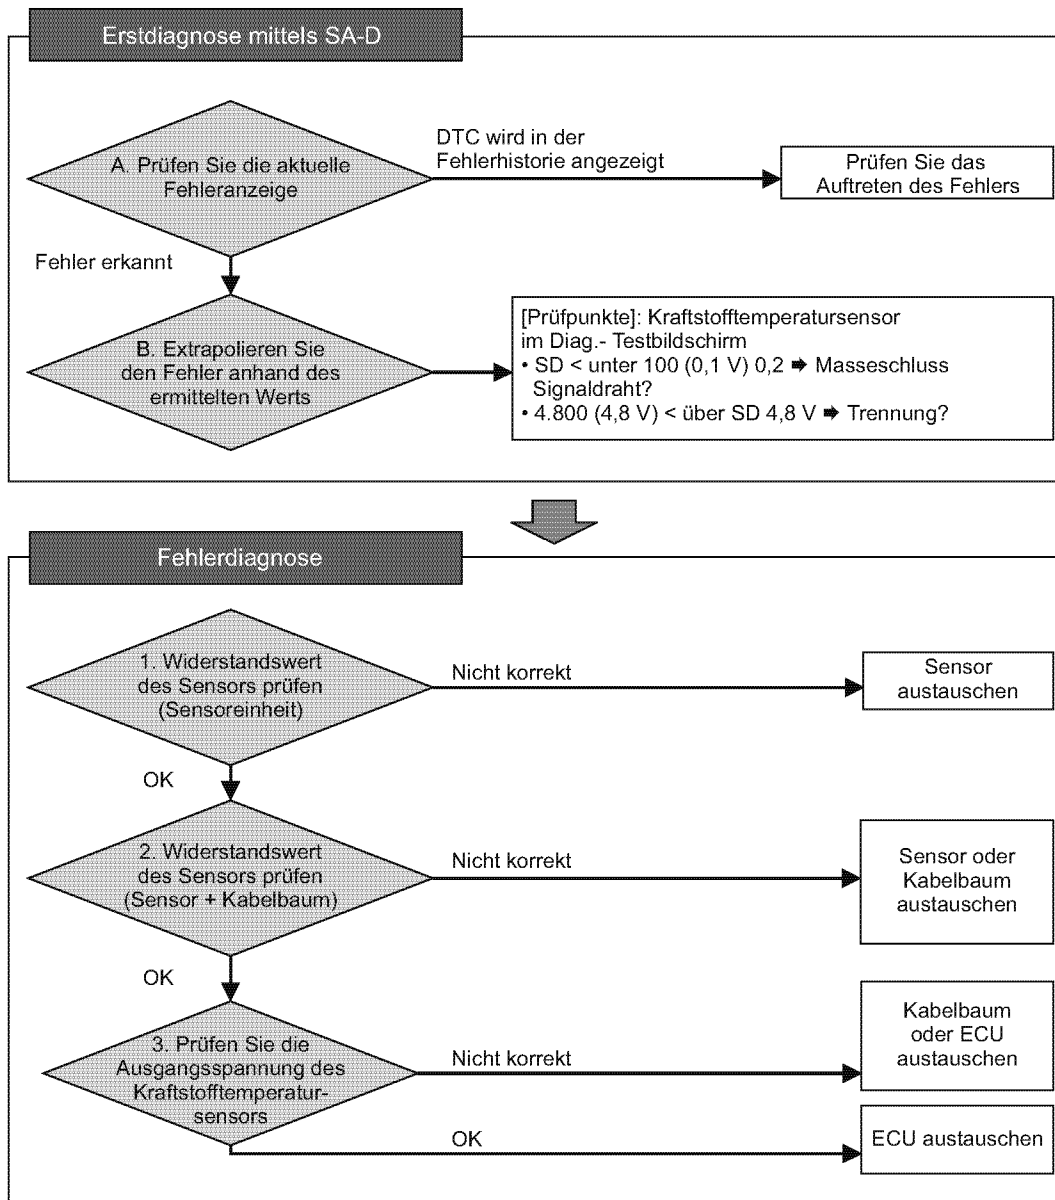 Erstdiagnose mittels SA-D
A. Prüfen Sie die aktuelle
Fehleranzeige
DTC wird in der
Fehlerhistorie angezeigt
Prüfen Sie das
Auftreten des Fehlers
Fehler erkannt
B. Extrapolieren Sie
den Fehler anhand des
ermittelten Werts
[Prüfpunkte]: Kraftstofftemperatursensor
im Diag.- Testbildschirm
• SD < unter 100 (0,1 V) 0,2 ➡ Masseschluss
Signaldraht?
• 4.800 (4,8 V) < über SD 4,8 V ➡ Trennung?
Fehlerdiagnose
1. Widerstandswert
des Sensors prüfen
(Sensoreinheit)
Nicht korrekt
Sensor
austauschen
OK
2. Widerstandswert
des Sensors prüfen
(Sensor + Kabelbaum)
Nicht korrekt
Sensor oder
Kabelbaum
austauschen
OK
3. Prüfen Sie die
Ausgangsspannung des
Kraftstofftemperatur-
sensors
Nicht korrekt
Kabelbaum
oder ECU
austauschen
OK
ECU austauschen